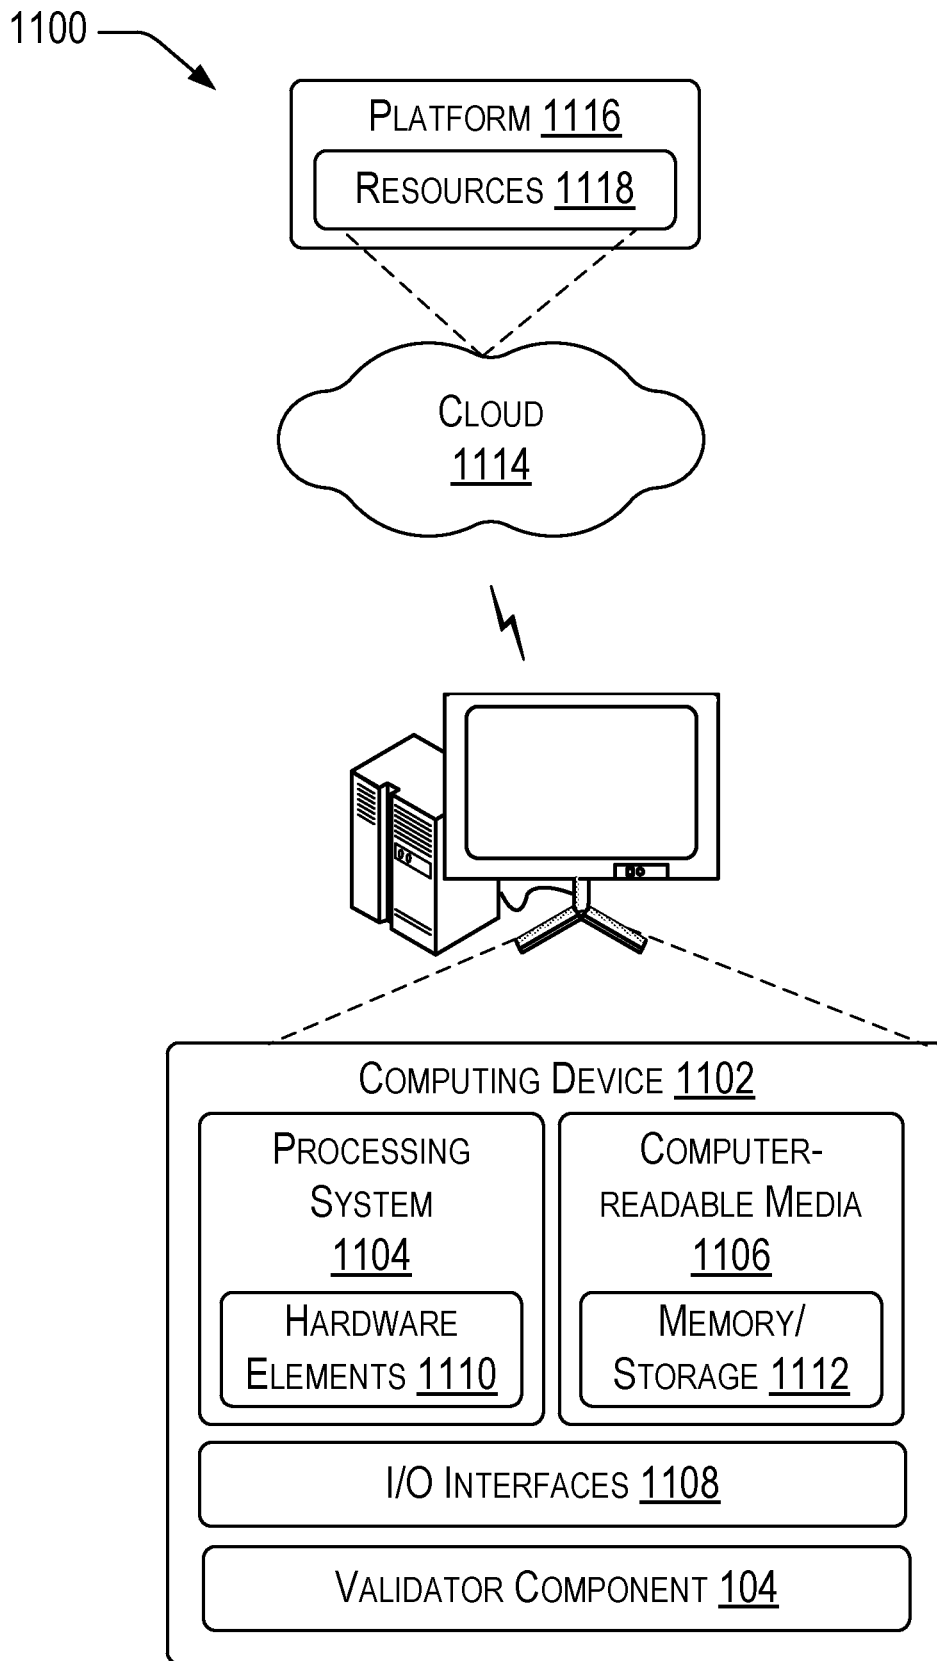 1100
PLATFORM 1116
RESOURCES 1118
CLOUD
1114
COMPUTING DEVICE 1102
PROCESSING
SYSTEM
1104
HARDWARE
ELEMENTS 1110
COMPUTER-
READABLE MEDIA
1106
MEMORY/
STORAGE 1112
I/O INTERFACES 1108
VALIDATOR COMPONENT 104